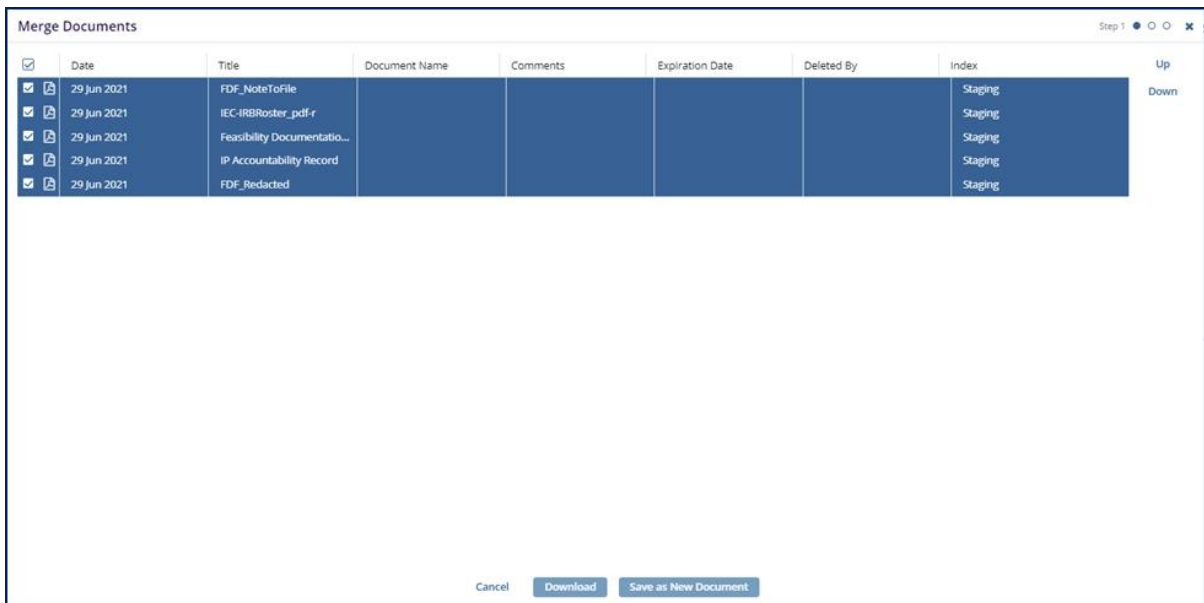 Merge Documents Step 1
Date Title Document Name Comments Expiration Date Deleted By Index Up
29 Jun 2021 FDF_NoteToFile Staging Down
29 Jun 2021 IEC-IRBRoster_pdf-r Staging
29 Jun 2021 Feasibility Documentatio... Staging
29 Jun 2021 IP Accountability Record Staging
29 Jun 2021 FDF_Redacted Staging
Cancel Download Save as New Document